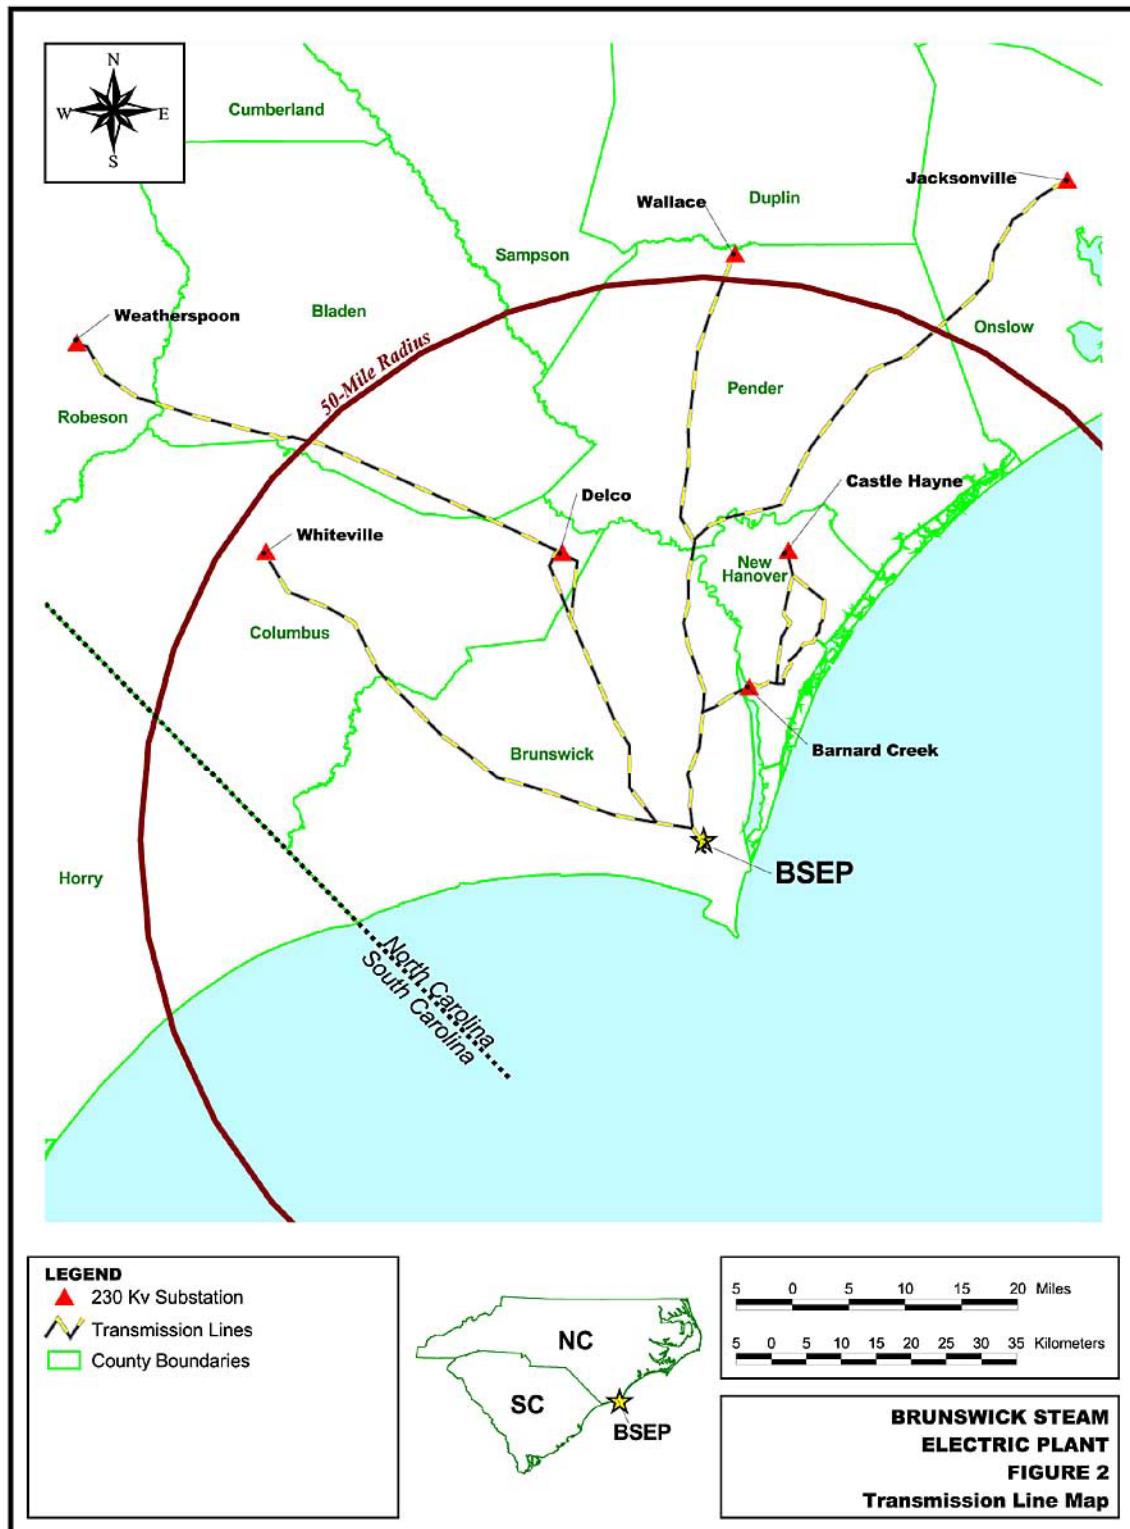 N
W E
S
Cumberland
Jacksonville
Wallace
Duplin
Sampson
Weatherspoon
Bladen
Onslow
50-Mile Radius
Pender
Robeson
Castle Hayne
Delco
Whiteville
New
Hanover
Columbus
Brunswick
Barnard Creek
BSEP
Horry
North Carolina
South Carolina
LEGEND
230 Kv Substation
Transmission Lines
County Boundaries
NC
SC
BSEP
5 0 5 10 15 20 Miles
5 0 5 10 15 20 25 30 35 Kilometers
BRUNSWICK STEAM
ELECTRIC PLANT
FIGURE 2
Transmission Line Map